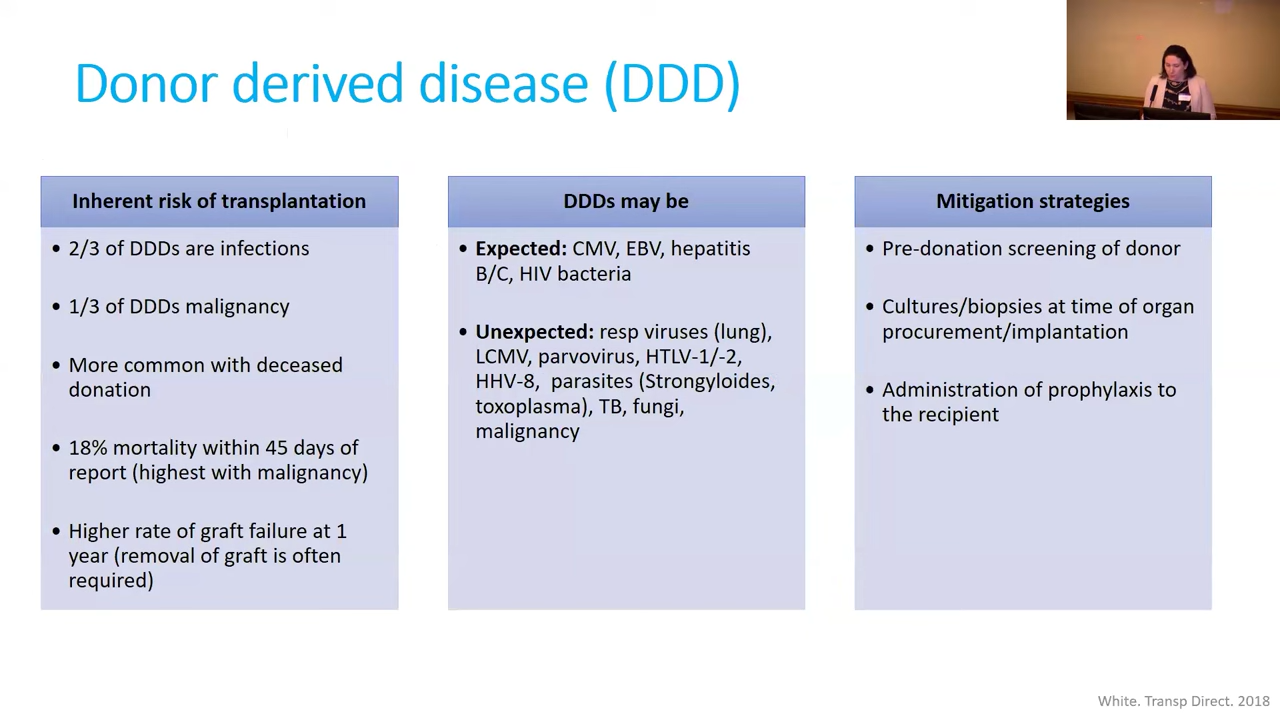 Donor derived disease (DDD)
Inherent risk of transplantation
• 2/3 of DDDs are infections
• 1/3 of DDDs malignancy
• More common with deceased
donation
• 18% mortality within 45 days of
report (highest with malignancy)
• Higher rate of graft failure at 1
year (removal of graft is often
required)
DDDs may be
• Expected: CMV, EBV, hepatitis
B/C, HIV bacteria
• Unexpected: resp viruses (lung),
LCMV, parvovirus, HTLV-1/-2,
HHV-8,  parasites (Strongyloides,
toxoplasma), TB, fungi,
malignancy
Mitigation strategies
• Pre-donation screening of donor
• Cultures/biopsies at time of organ
procurement/implantation
• Administration of prophylaxis to
the recipient
White. Transp Direct. 2018